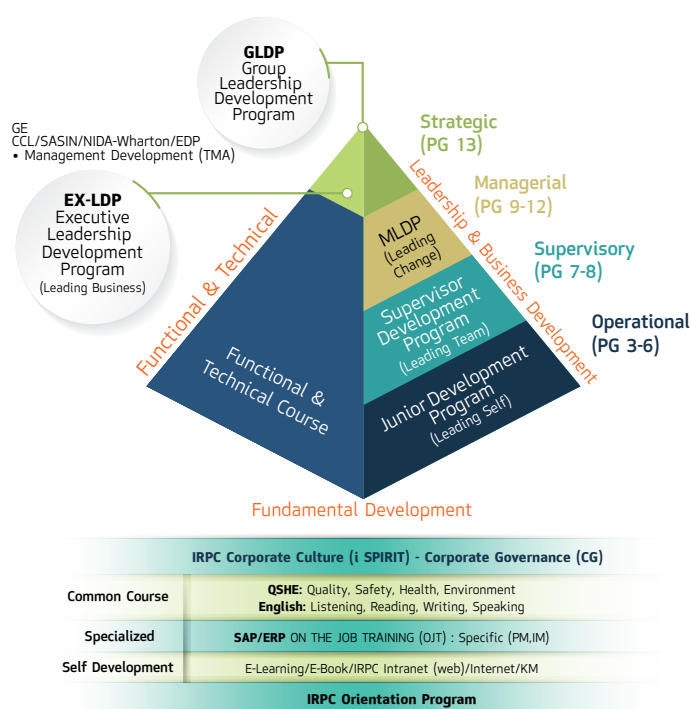 GLDP
Group
Leadership
Development
Program
GE
CCL/SASIN/NIDA-Wharton/EDP
• Management Development (TMA)
EX-LDP
Executive
Leadership
Development
Program
(Leading Business)
Strategic
(PG 13)
Managerial
(PG 9-12)
Supervisory
(PG 7-8)
Operational
(PG 3-6)
Functional & Technical
Leadership & Business Development
MLDP
(Leading
Change)
Supervisor
Development
Program
(Leading Team)
Junior Development
Program
(Leading Self)
Functional &
Technical Course
Fundamental Development
IRPC Corporate Culture (i SPIRIT) - Corporate Governance (CG)
Common Course
QSHE: Quality, Safety, Health, Environment
English: Listening, Reading, Writing, Speaking
Specialized
SAP/ERP ON THE JOB TRAINING (OJT) : Specific (PM,IM)
Self Development
E-Learning/E-Book/IRPC Intranet (web)/Internet/KM
IRPC Orientation Program